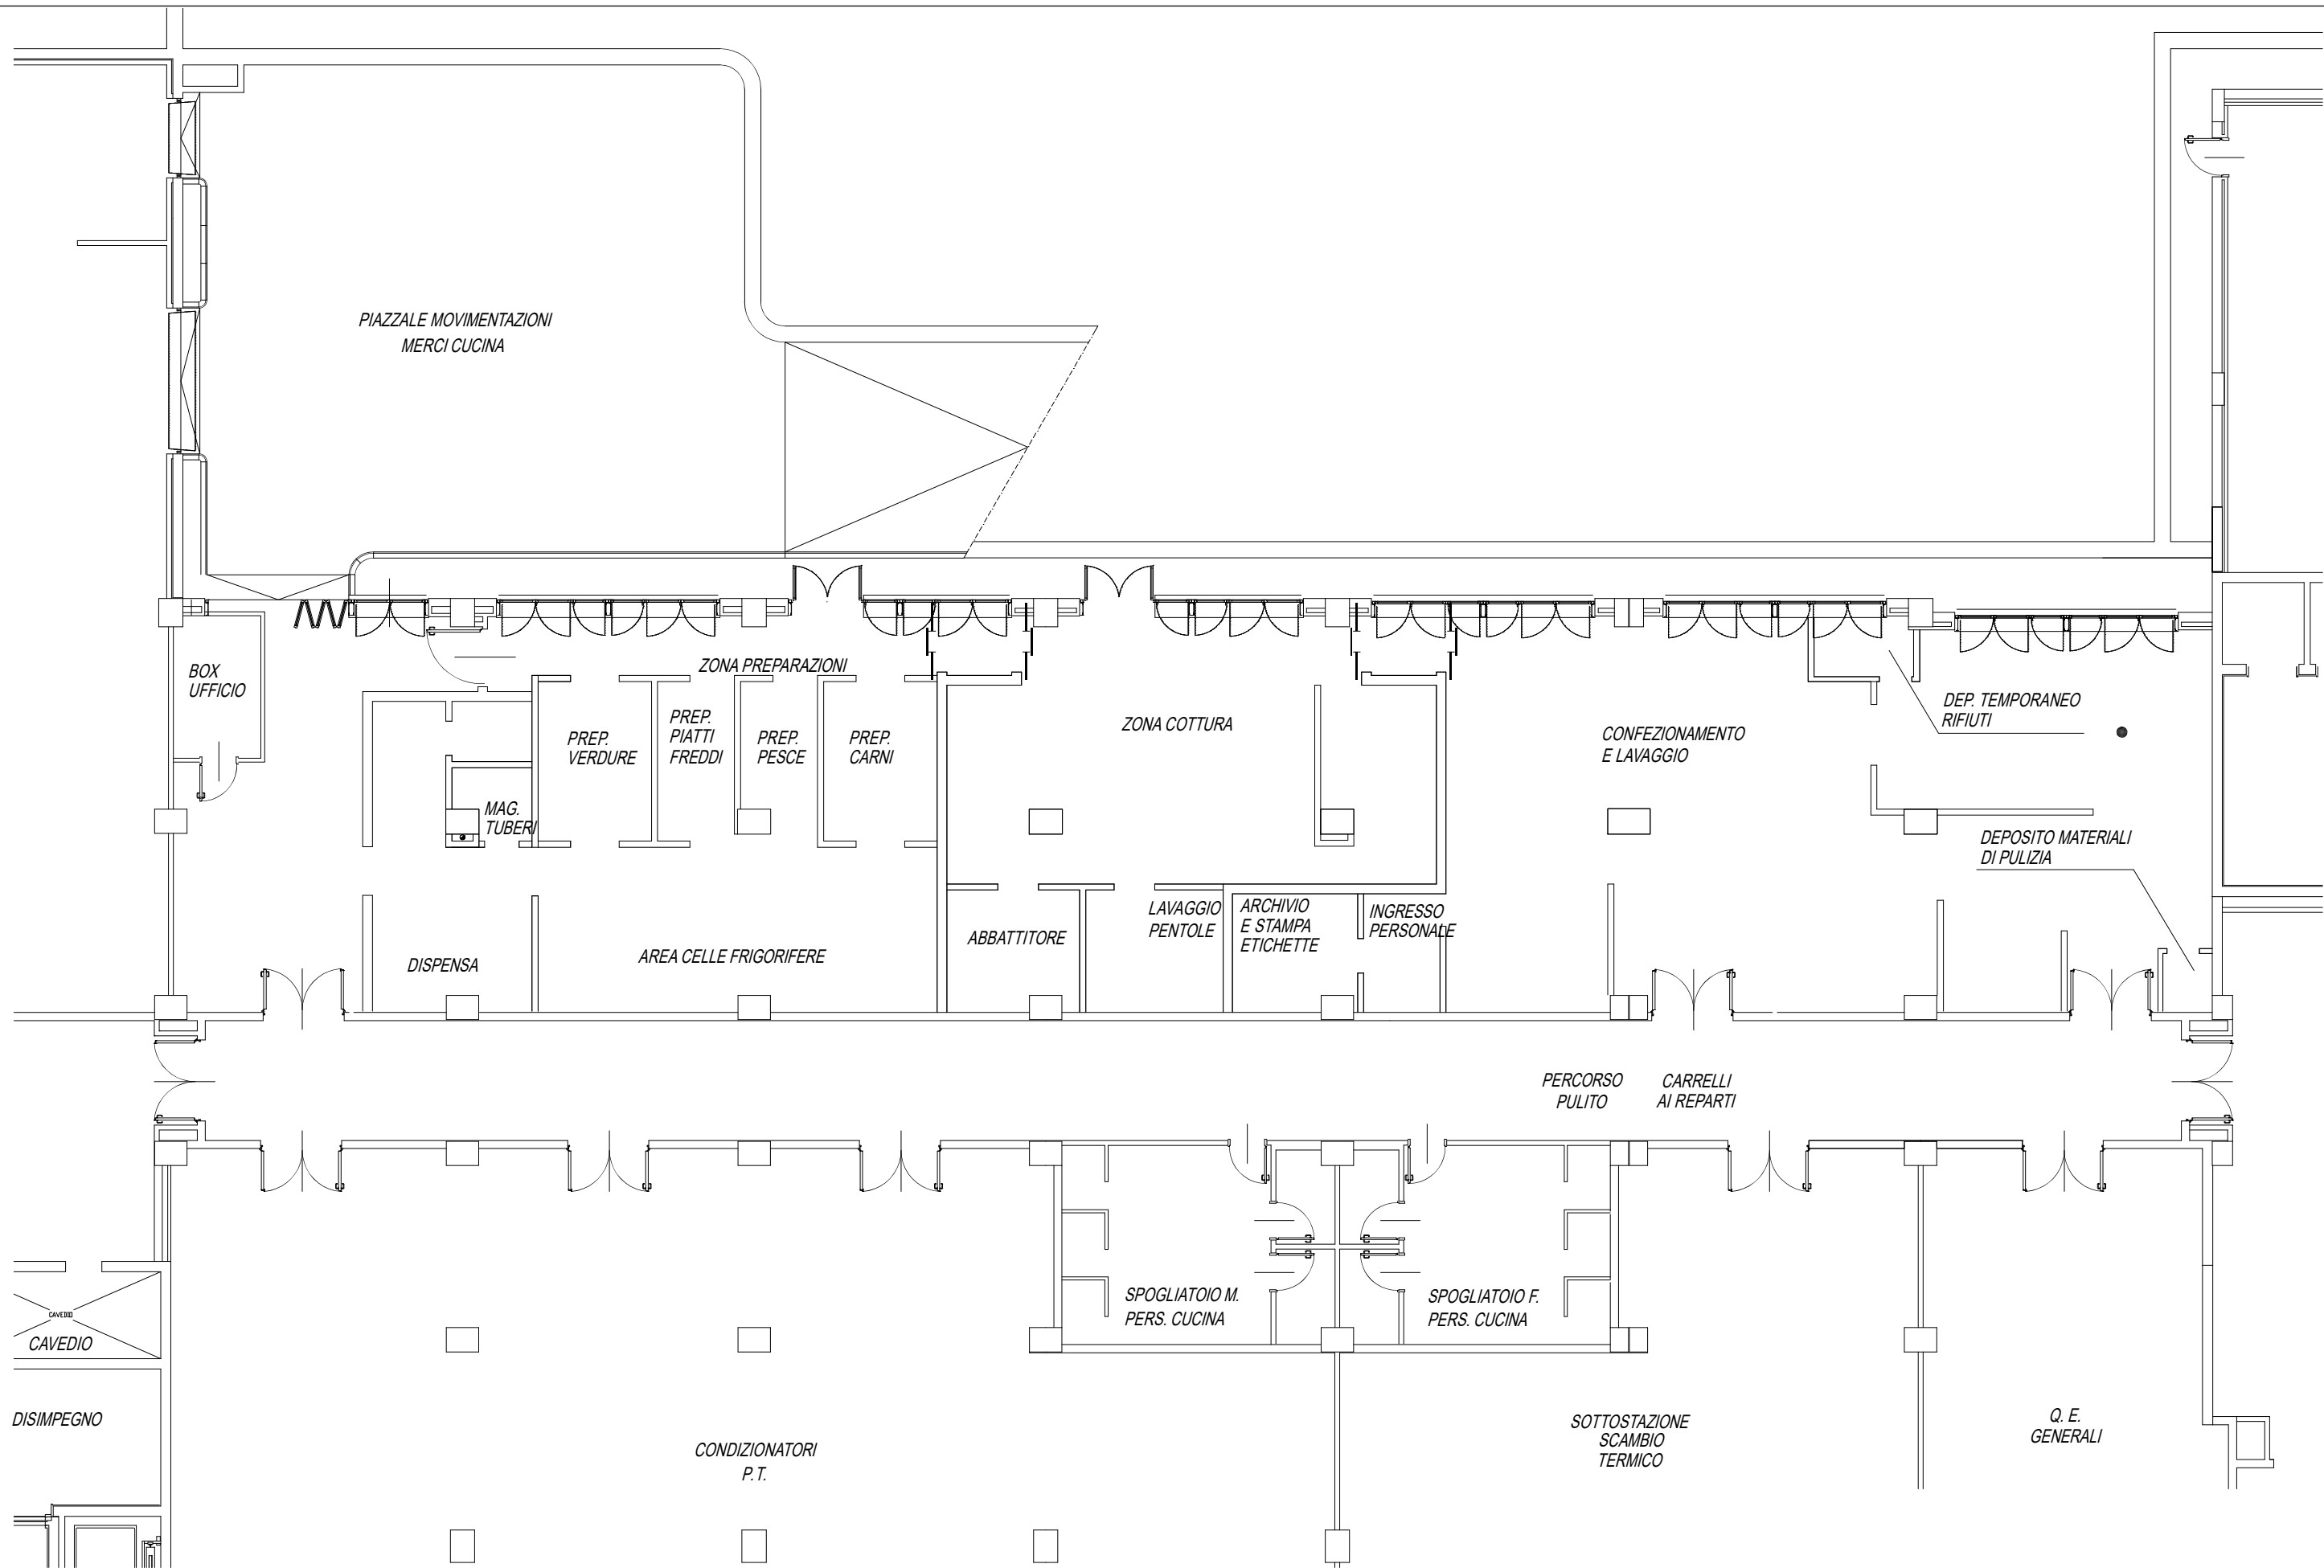 PIAZZALE MOVIMENTAZIONI
MERCI CUCINA
BOX
UFFICIO
ZONA PREPARAZIONI
PREP.
VERDURE
PREP.
PIATTI
FREDDI
PREP.
PESCE
PREP.
CARNI
MAG.
TUBERI
ZONA COTTURA
CONFEZIONAMENTO
E LAVAGGIO
DEP. TEMPORANEO
RIFIUTI
DEPOSITO MATERIALI
DI PULIZIA
DISPENSA
AREA CELLE FRIGORIFERE
ABBATTITORE
LAVAGGIO
PENTOLE
ARCHIVIO
E STAMPA
ETICHETTE
INGRESSO
PERSONALE
PERCORSO
PULITO
CARRELLI
AI REPARTI
SPOGLIATOIO M.
PERS. CUCINA
SPOGLIATOIO F.
PERS. CUCINA
CAVEDIO
CAVEDIO
DISIMPEGNO
CONDIZIONATORI
P.T.
SOTTOSTAZIONE
SCAMBIO
TERMICO
Q. E.
GENERALI